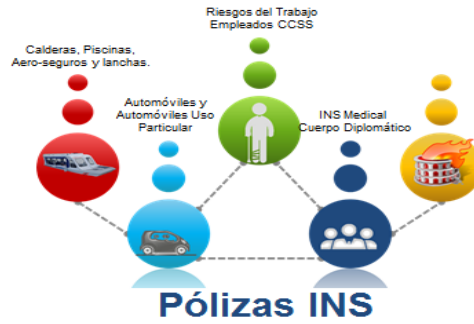 Riesgos del Trabajo
Empleados CCSS
Calderas, Piscinas,
Aero-seguros y lanchas.
Automóviles y
Automóviles Uso
Particular
INS Medical
Cuerpo Diplomático
Pólizas INS